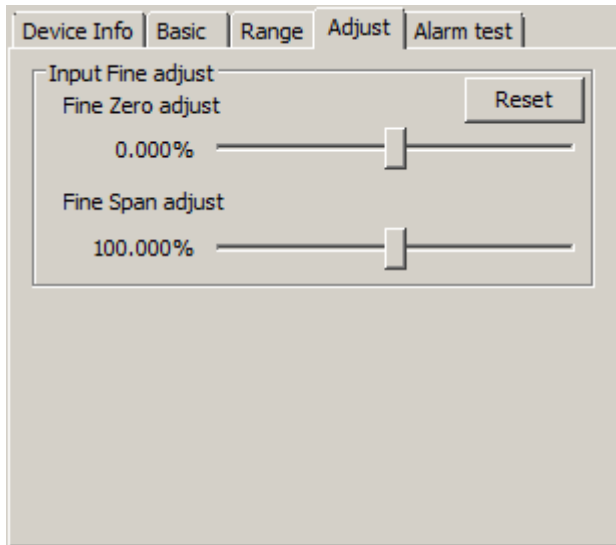 Device Info Basic Range Adjust Alarm test
Input Fine adjust
Fine Zero adjust Reset
0.000%
Fine Span adjust
100.000%